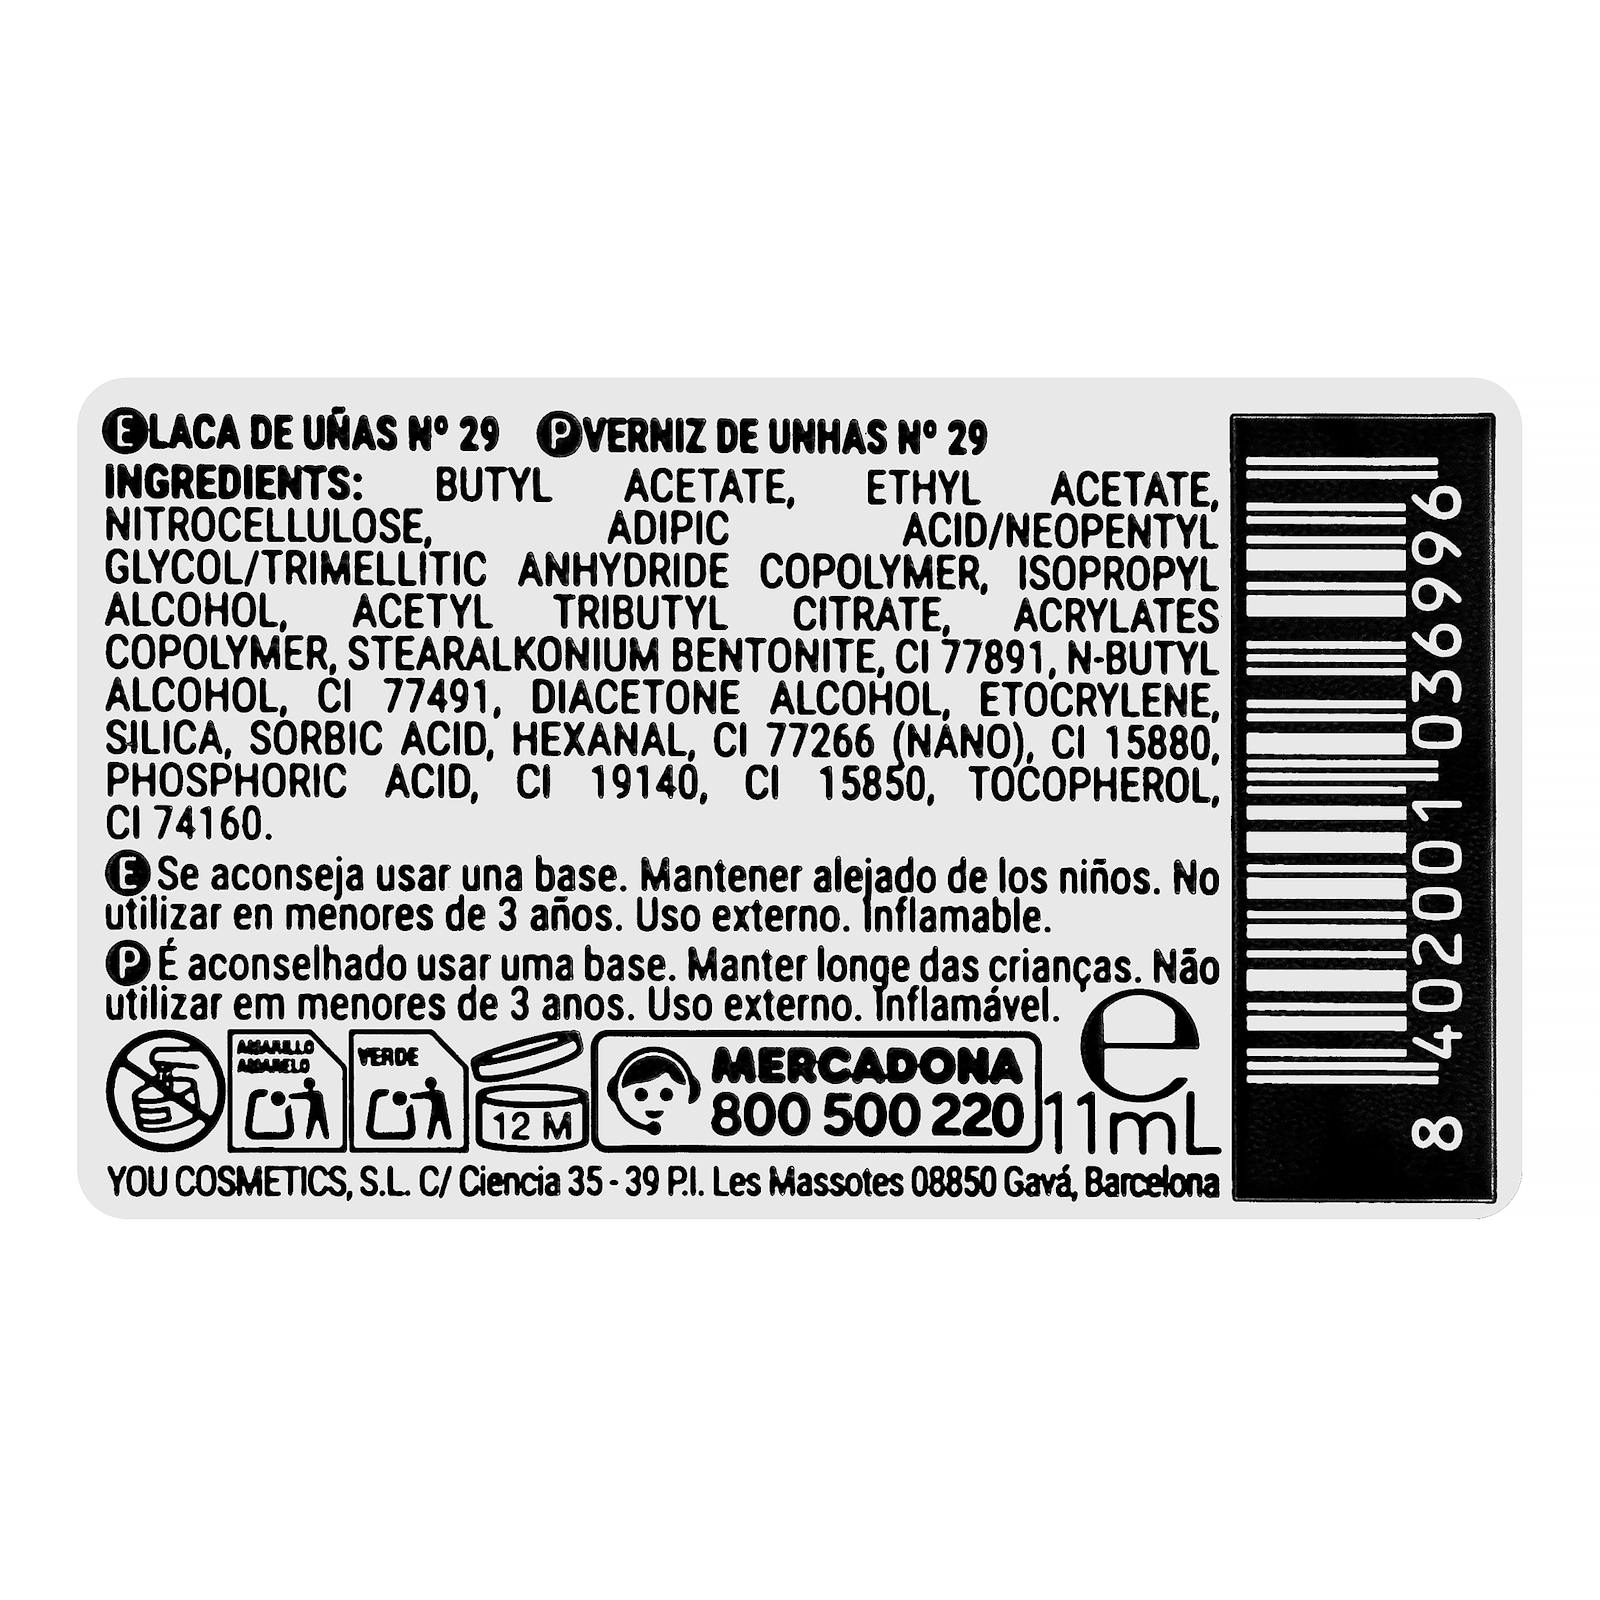 E LACA DE UÑAS Nº 29 P VERNIZ DE UNHAS Nº 29
INGREDIENTS: BUTYL ACETATE, ETHYL ACETATE,
NITROCELLULOSE, ADIPIC ACID/NEOPENTYL
GLYCOL/TRIMELLITIC ANHYDRIDE COPOLYMER, ISOPROPYL
ALCOHOL, ACETYL TRIBUTYL CITRATE, ACRYLATES
COPOLYMER, STEARALKONIUM BENTONITE, CI 77891, N-BUTYL
ALCOHOL, CI 77491, DIACETONE ALCOHOL, ETOCRYLENE,
SILICA, SORBIC ACID, HEXANAL, CI 77266 (NANO), CI 15880,
PHOSPHORIC ACID, CI 19140, CI 15850, TOCOPHEROL,
CI 74160.
E Se aconseja usar una base. Mantener alejado de los niños. No
utilizar en menores de 3 años. Uso externo. Inflamable.
P É aconselhado usar uma base. Manter longe das crianças. Não
utilizar em menores de 3 anos. Uso externo. Inflamável.
AMARILLO
AMARELO
VERDE
12 M
MERCADONA
800 500 220
e
11mL
YOU COSMETICS, S.L. C/ Ciencia 35 - 39 P.I. Les Massotes 08850 Gavá, Barcelona
8 402001 036996